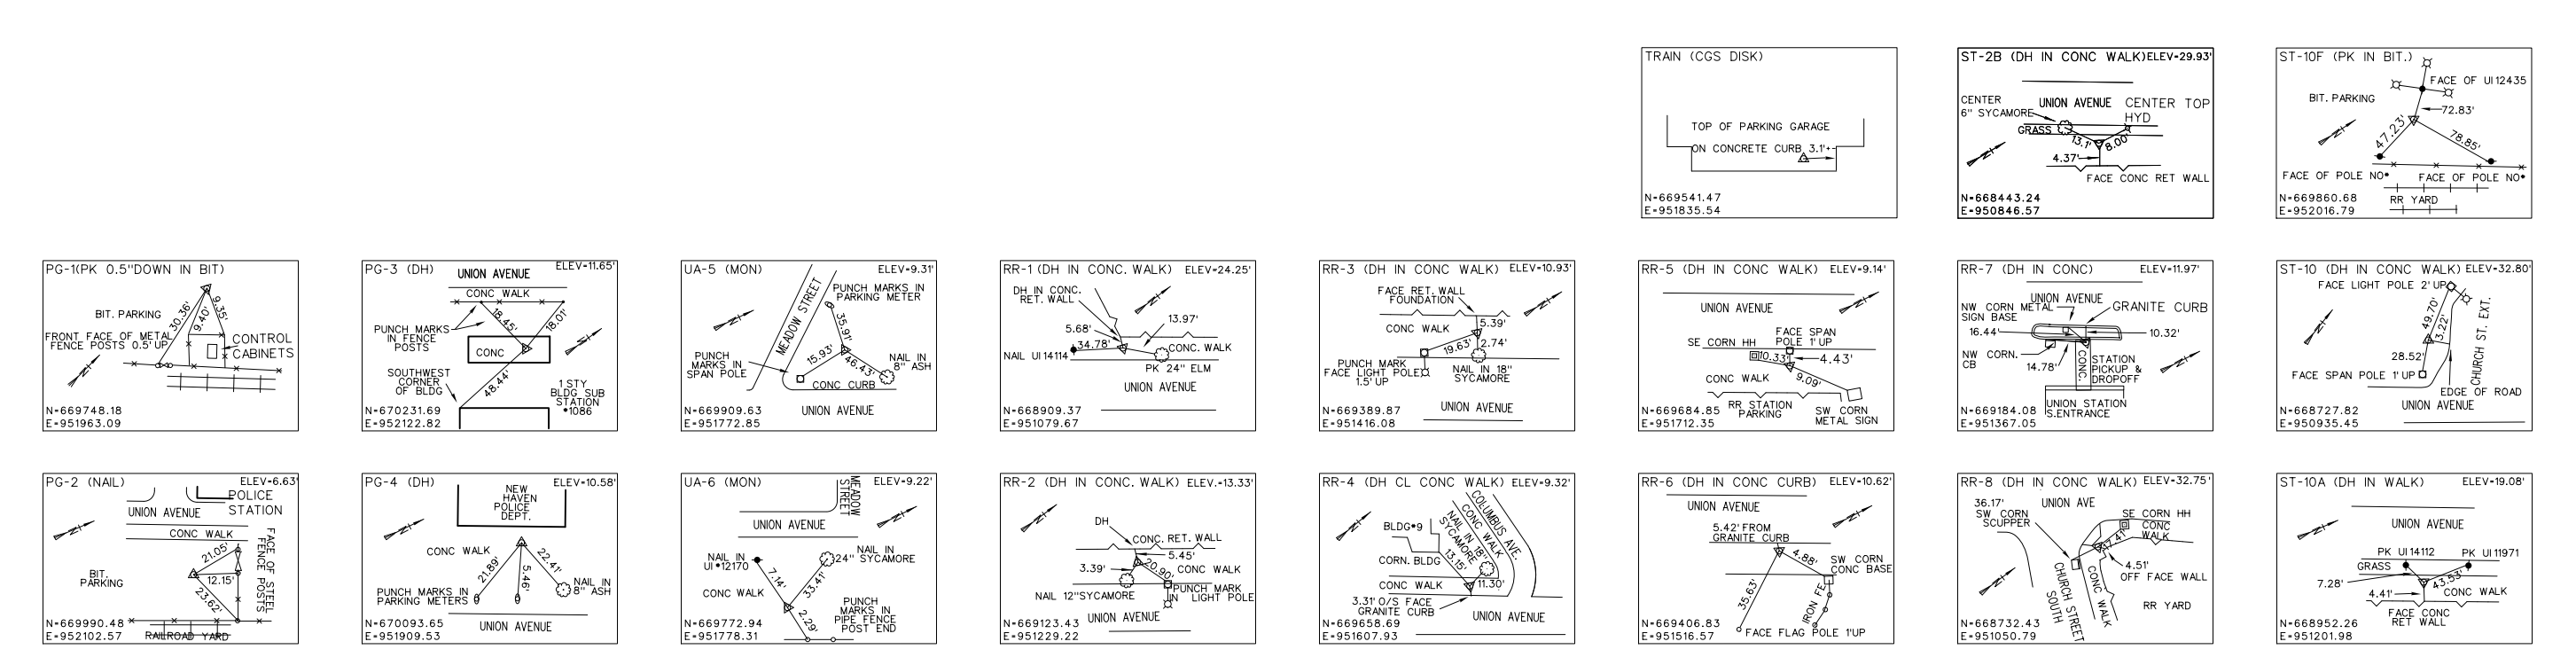 TRAIN (CGS DISK)
TOP OF PARKING GARAGE
ON CONCRETE CURB 3.1'+-
N=669541.47
E=951835.54
ST-2B (DH IN CONC WALK)ELEV=29.93'
CENTER
6" SYCAMORE
UNION AVENUE
CENTER TOP
HYD
GRASS
13.1'
8.00'
4.37'
FACE CONC RET WALL
N=668443.24
E=950846.57
ST-10F (PK IN BIT.)
FACE OF UI12435
BIT. PARKING
72.83'
47.23'
78.85'
FACE OF POLE NO#
FACE OF POLE NO#
RR YARD
N=669860.68
E=952016.79
PG-1(PK 0.5"DOWN IN BIT)
BIT. PARKING
30.36'
9.40'
9.35'
FRONT FACE OF METAL
FENCE POSTS 0.5' UP
CONTROL
CABINETS
N=669748.18
E=951963.09
PG-3 (DH)
UNION AVENUE
ELEV=11.65'
CONC WALK
18.45'
18.01'
PUNCH MARKS
IN FENCE
POSTS
CONC
SOUTHWEST
CORNER
OF BLDG
48.44'
1 STY
BLDG SUB
STATION
#1086
N=670231.69
E=952122.82
UA-5 (MON)
ELEV=9.31'
MEADOW STREET
PUNCH MARKS IN
PARKING METER
35.91'
15.93'
46.43'
PUNCH
MARKS IN
SPAN POLE
NAIL IN
8" ASH
CONC CURB
UNION AVENUE
N=669909.63
E=951772.85
RR-1 (DH IN CONC. WALK)
ELEV=24.25'
DH IN CONC.
RET. WALL
13.97'
5.68'
34.78'
NAIL UI14114
CONC. WALK
PK 24" ELM
UNION AVENUE
N=668909.37
E=951079.67
RR-3 (DH IN CONC WALK)
ELEV=10.93'
FACE RET. WALL
FOUNDATION
CONC WALK
5.39'
19.63'
2.74'
PUNCH MARK
FACE LIGHT POLE
1.5' UP
NAIL IN 18"
SYCAMORE
UNION AVENUE
N=669389.87
E=951416.08
RR-5 (DH IN CONC WALK)
ELEV=9.14'
UNION AVENUE
FACE SPAN
POLE 1' UP
SE CORN HH
10.33'
4.43'
CONC WALK
9.09'
RR STATION
PARKING
SW CORN
METAL SIGN
N=669684.85
E=951712.35
RR-7 (DH IN CONC)
ELEV=11.97'
NW CORN METAL
SIGN BASE
UNION AVENUE
GRANITE CURB
16.44'
10.32'
NW CORN.
CB
14.78'
CONC.
STATION
PICKUP &
DROPOFF
UNION STATION
S.ENTRANCE
N=669184.08
E=951367.05
ST-10 (DH IN CONC WALK)
ELEV=32.80'
FACE LIGHT POLE 2' UP
49.70'
13.22'
28.52'
CHURCH ST. EXT.
FACE SPAN POLE 1' UP
EDGE OF ROAD
UNION AVENUE
N=668727.82
E=950935.45
PG-2 (NAIL)
ELEV=6.63'
POLICE
STATION
UNION AVENUE
CONC WALK
21.05'
12.15'
23.62'
BIT.
PARKING
FACE OF STEEL
FENCE POSTS
RAILROAD YARD
N=669990.48
E=952102.57
PG-4 (DH)
ELEV=10.58'
NEW
HAVEN
POLICE
DEPT.
CONC WALK
21.89'
5.46'
22.41'
PUNCH MARKS IN
PARKING METERS
NAIL IN
8" ASH
UNION AVENUE
N=670093.65
E=951909.53
UA-6 (MON)
ELEV=9.22'
MEADOW
STREET
UNION AVENUE
NAIL IN
UI #12170
NAIL IN
24" SYCAMORE
7.14'
33.41'
CONC WALK
2.29'
PUNCH
MARKS IN
PIPE FENCE
POST END
N=669772.94
E=951778.31
RR-2 (DH IN CONC. WALK)
ELEV.=13.33'
DH
CONC. RET. WALL
5.45'
3.39'
20.90'
CONC WALK
NAIL 12"SYCAMORE
PUNCH MARK
IN LIGHT POLE
UNION AVENUE
N=669123.43
E=951229.22
RR-4 (DH CL CONC WALK)
ELEV=9.32'
COLUMBUS AVE.
CONC WALK
NAIL IN 18"
SYCAMORE
BLDG#9
CORN. BLDG
13.15'
CONC WALK
11.30'
3.31' O/S FACE
GRANITE CURB
UNION AVENUE
N=669658.69
E=951607.93
RR-6 (DH IN CONC CURB)
ELEV=10.62'
UNION AVENUE
5.42' FROM
GRANITE CURB
4.88'
SW CORN
CONC BASE
35.63'
IRON FE
FACE FLAG POLE 1'UP
N=669406.83
E=951516.57
RR-8 (DH IN CONC WALK)
ELEV=32.75'
36.17'
SW CORN
SCUPPER
UNION AVE
SE CORN HH
CONC
WALK
17.41'
4.51'
OFF FACE WALL
CHURCH STREET
SOUTH
CONC WALK
RR YARD
N=668732.43
E=951050.79
ST-10A (DH IN WALK)
ELEV=19.08'
UNION AVENUE
PK UI14112
PK UI11971
GRASS
7.28'
43.53'
4.41'
CONC WALK
FACE CONC
RET WALL
N=668952.26
E=951201.98